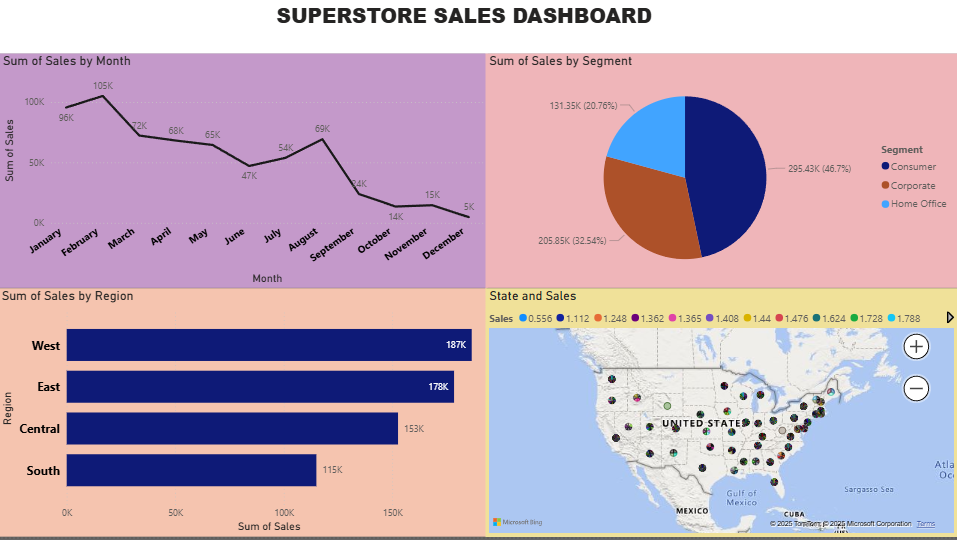 SUPERSTORE SALES DASHBOARD
Sum of Sales by Month
Sum of Sales
100K
50K
0K
96K
105K
72K
68K
65K
47K
54K
69K
24K
14K
15K
5K
January
February
March
April
May
June
July
August
September
October
November
December
Month
Sum of Sales by Segment
131.35K (20.76%)
295.43K (46.7%)
205.85K (32.54%)
Segment
Consumer
Corporate
Home Office
Sum of Sales by Region
Region
West
187K
East
178K
Central
153K
South
115K
0K
50K
100K
150K
Sum of Sales
State and Sales
Sales 0.556 1.112 1.248 1.362 1.365 1.408 1.44 1.476 1.624 1.728 1.788
UNITED STATES
Gulf of
Mexico
MEXICO
CUBA
Sargasso Sea
Microsoft Bing
© 2025 TomTom, © 2025 Microsoft Corporation Terms